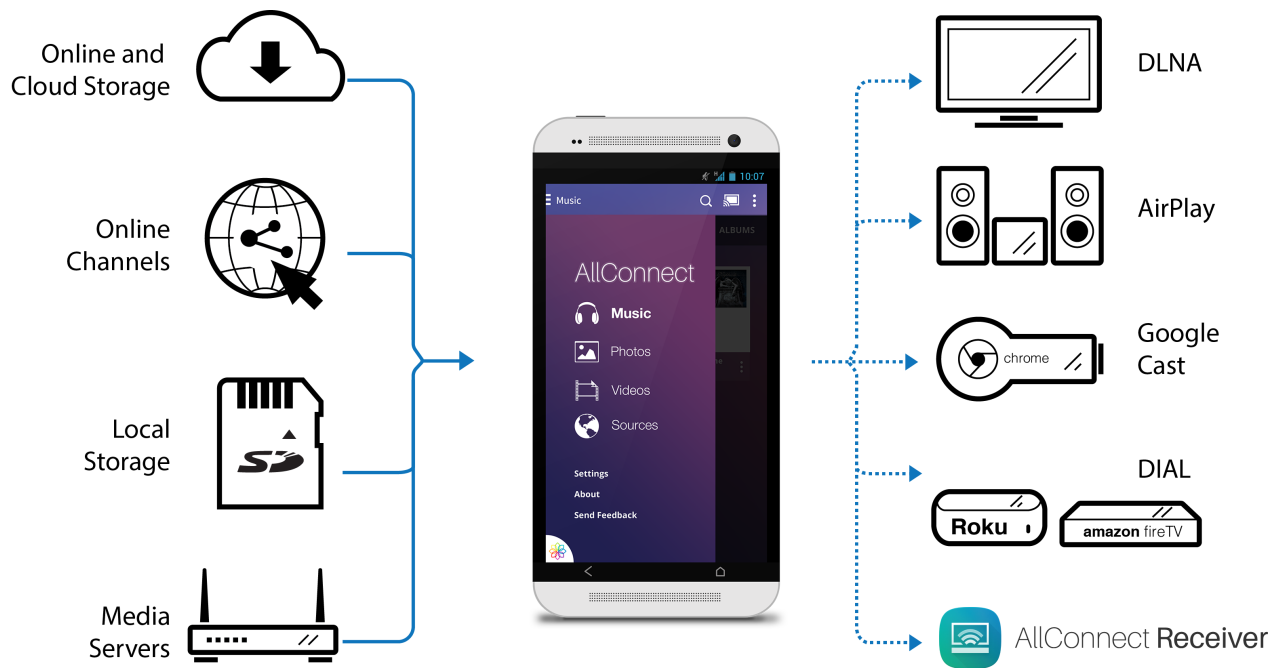 Online and
Cloud Storage
Online
Channels
Local
Storage
SD
Media
Servers
10:07
Music
ALBUMS
AllConnect
Music
Photos
Videos
Sources
Settings
About
Send Feedback
DLNA
AirPlay
chrome
Google
Cast
DIAL
Roku
amazon fireTV
AllConnect Receiver